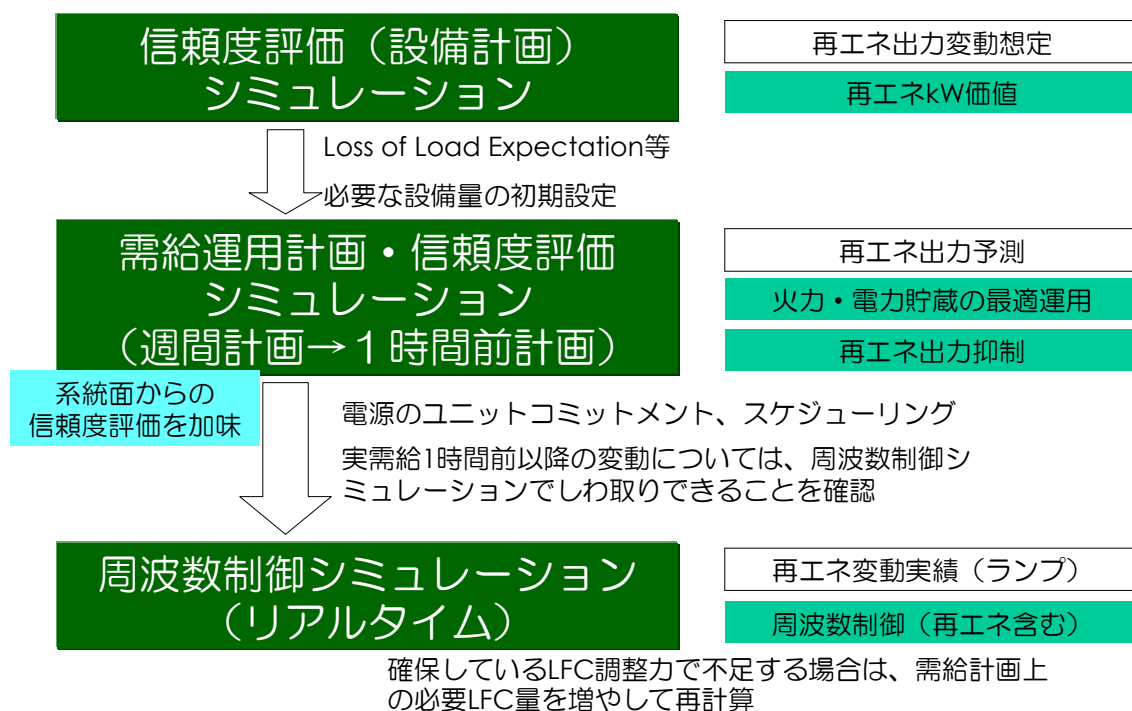 信頼度評価（設備計画）
シミュレーション
再エネ出力変動想定
再エネkW価値
Loss of Load Expectation等
必要な設備量の初期設定
需給運用計画・信頼度評価
シミュレーション
（週間計画→１時間前計画）
再エネ出力予測
火力・電力貯蔵の最適運用
再エネ出力抑制
系統面からの
信頼度評価を加味
電源のユニットコミットメント、スケジューリング
実需給1時間前以降の変動については、周波数制御シ
ミュレーションでしわ取りできることを確認
周波数制御シミュレーション
（リアルタイム）
再エネ変動実績（ランプ）
周波数制御（再エネ含む）
確保しているLFC調整力で不足する場合は、需給計画上
の必要LFC量を増やして再計算